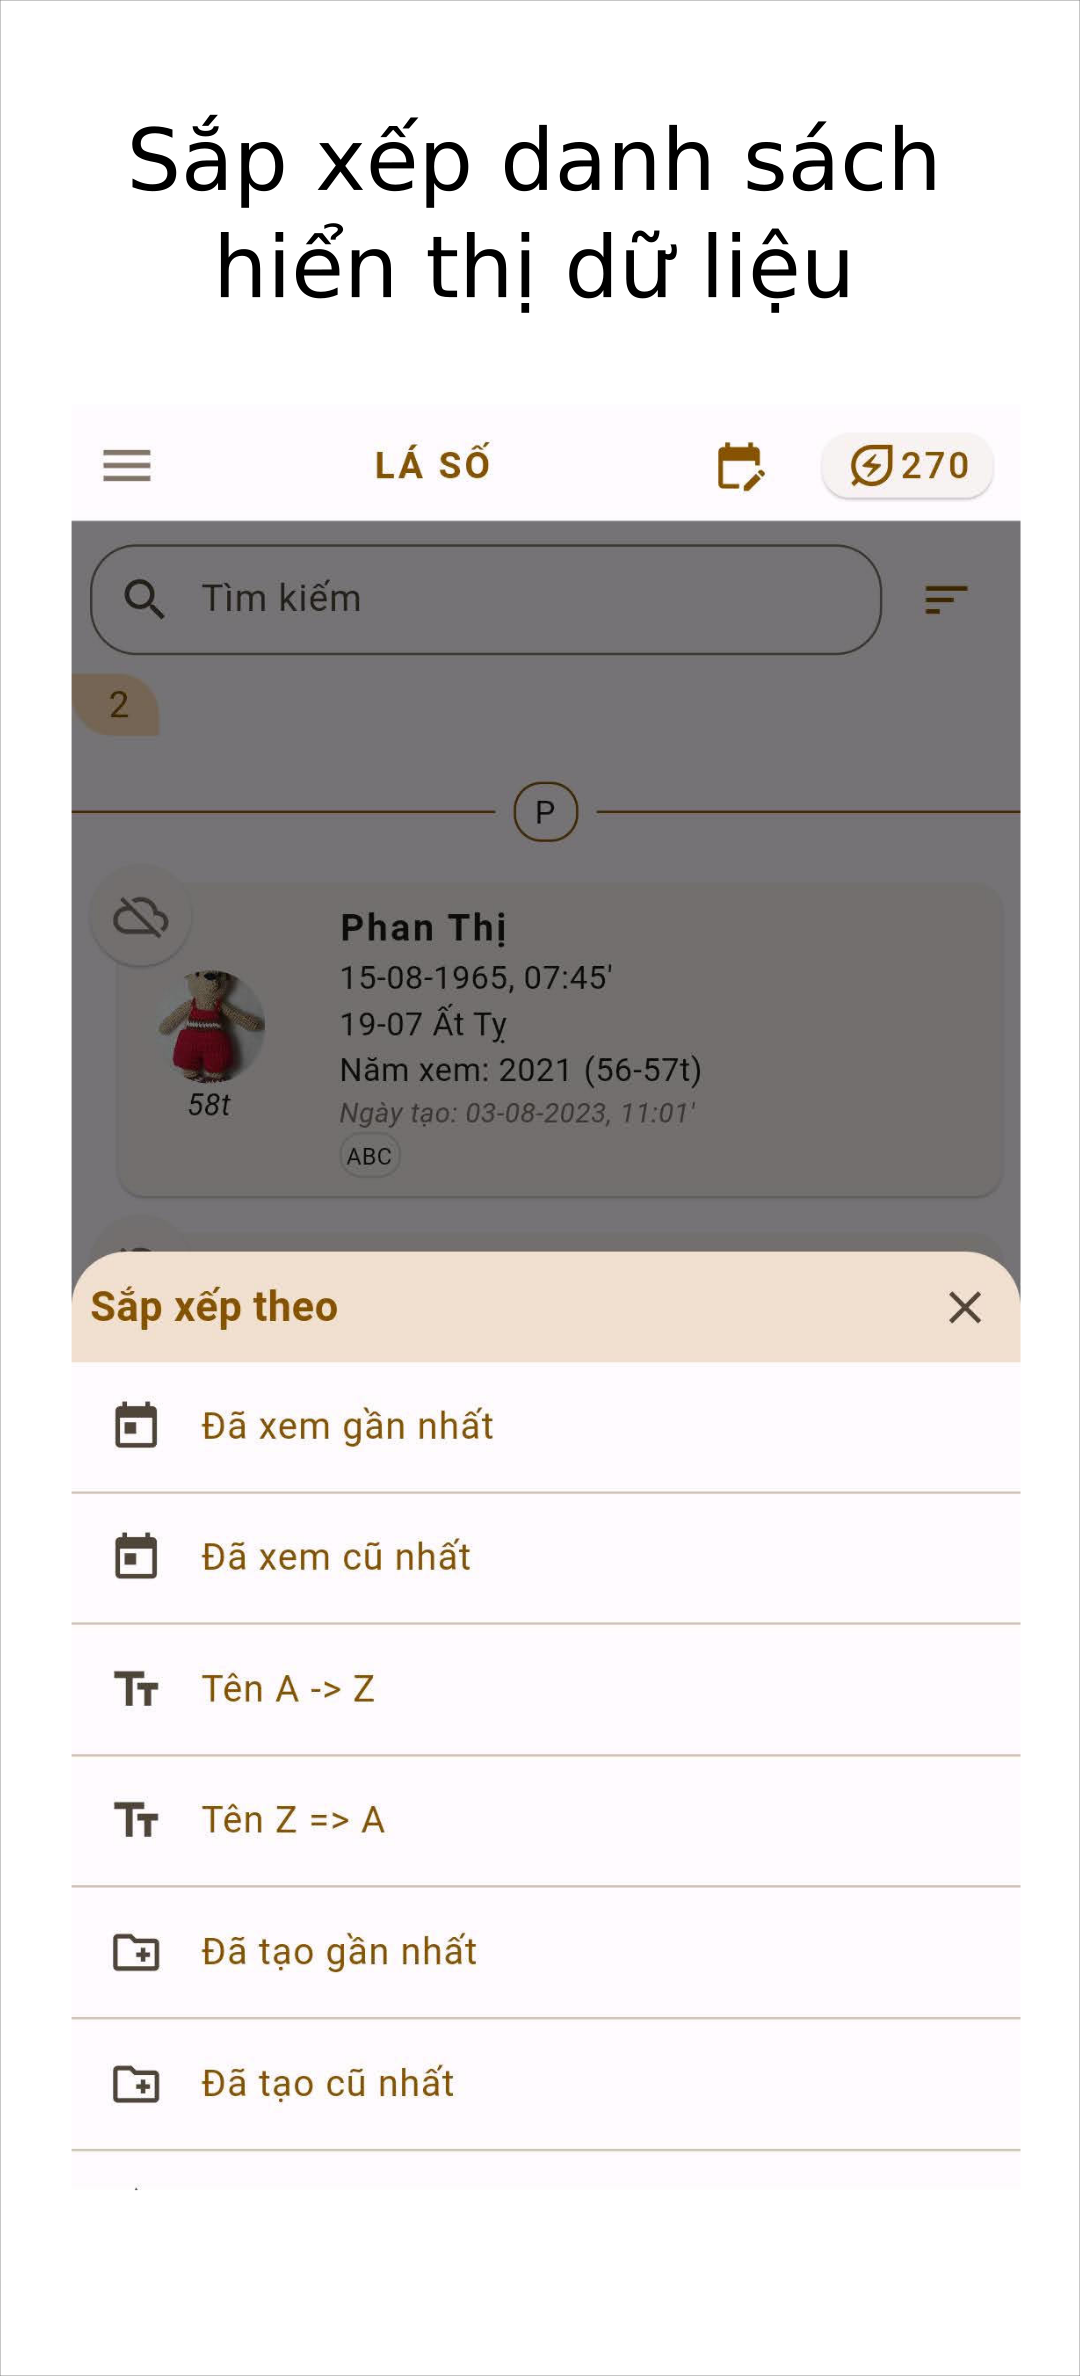 Sắp xếp danh sách
hiển thị dữ liệu
LÁ SỐ
270
Tìm kiếm
2
P
Phan Thị
15-08-1965, 07:45'
19-07 Ất Tỵ
Năm xem: 2021 (56-57t)
58t
Ngày tạo: 03-08-2023, 11:01'
ABC
Sắp xếp theo
Đã xem gần nhất
Đã xem cũ nhất
Tên A -> Z
Tên Z => A
Đã tạo gần nhất
Đã tạo cũ nhất